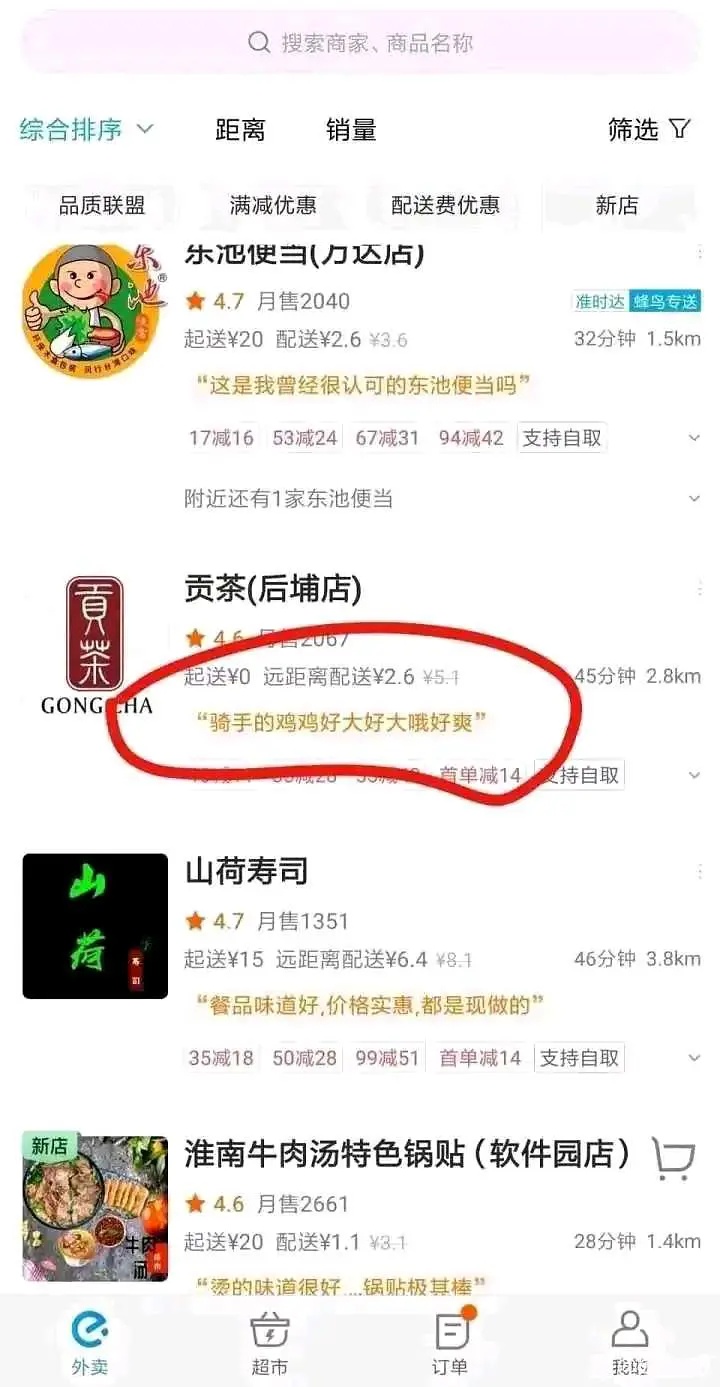 搜索商家、商品名称
综合排序 距离 销量 筛选
品质联盟 满减优惠 配送费优惠 新店
东池便当(万达店)
东池
4.7 月售2040 准时达 蜂鸟专送
起送¥20 配送¥2.6 ¥3.6 32分钟 1.5km
“这是我曾经很认可的东池便当吗”
17减16 53减24 67减31 94减42 支持自取
附近还有1家东池便当
贡茶(后埔店)
貢茶
GONG CHA
4.6 月售2067
起送¥0 远距离配送¥2.6 ¥5.1 45分钟 2.8km
“骑手的鸡鸡好大好大哦好爽”
首单减14 支持自取
山荷寿司
山荷
寿司
4.7 月售1351
起送¥15 远距离配送¥6.4 ¥8.1 46分钟 3.8km
“餐品味道好,价格实惠,都是现做的”
35减18 50减28 99减51 首单减14 支持自取
新店
淮南牛肉汤特色锅贴（软件园店）
牛肉
汤
4.6 月售2661
起送¥20 配送¥1.1 ¥3.1 28分钟 1.4km
“烫的味道很好....锅贴极其棒”
外卖 超市 订单 我的